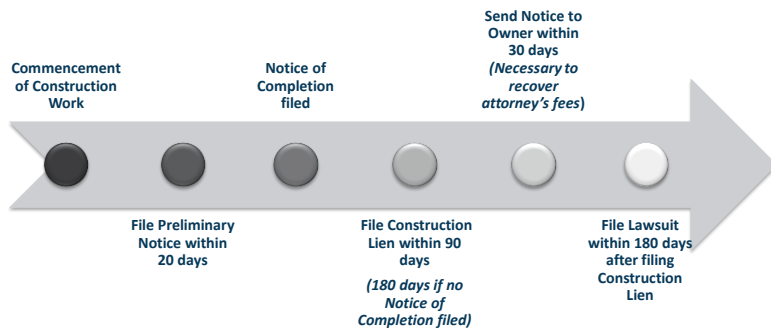 Commencement
of Construction
Work
File Preliminary
Notice within
20 days
Notice of
Completion
filed
File Construction
Lien within 90
days
(180 days if no
Notice of
Completion filed)
Send Notice to
Owner within
30 days
(Necessary to
recover
attorney's fees)
File Lawsuit
within 180 days
after filing
Construction
Lien